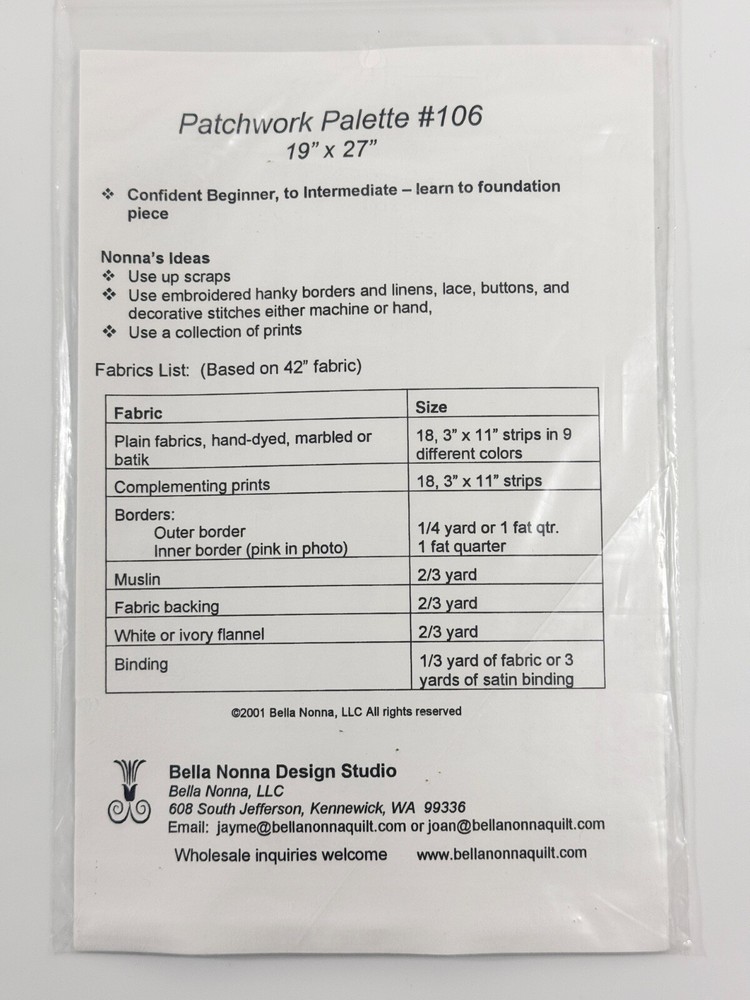 Patchwork Palette #106
19" x 27"
❖ Confident Beginner, to Intermediate – learn to foundation
piece
Nonna's Ideas
❖ Use up scraps
❖ Use embroidered hanky borders and linens, lace, buttons, and
decorative stitches either machine or hand,
❖ Use a collection of prints
Fabrics List: (Based on 42" fabric)
Fabric Size
Plain fabrics, hand-dyed, marbled or 18, 3" x 11" strips in 9
batik different colors
Complementing prints 18, 3" x 11" strips
Borders:
Outer border 1/4 yard or 1 fat qtr.
Inner border (pink in photo) 1 fat quarter
Muslin 2/3 yard
Fabric backing 2/3 yard
White or ivory flannel 2/3 yard
Binding 1/3 yard of fabric or 3
yards of satin binding
©2001 Bella Nonna, LLC All rights reserved
Bella Nonna Design Studio
Bella Nonna, LLC
608 South Jefferson, Kennewick, WA 99336
Email: jayme@bellanonnaquilt.com or joan@bellanonnaquilt.com
Wholesale inquiries welcome www.bellanonnaquilt.com